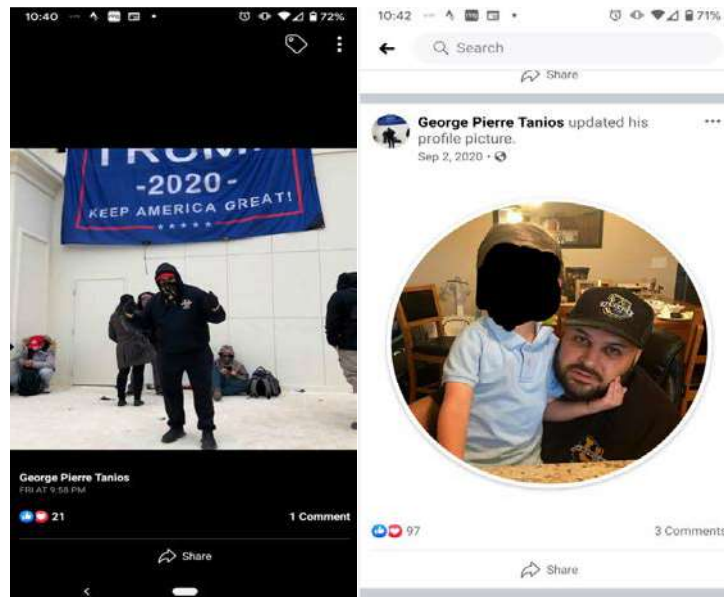 10:40
72%
TRUM
-2020-
KEEP AMERICA GREAT!
George Pierre Tanios
FRI AT 9:58 PM
21
1 Comment
Share
10:42
71%
Search
Share
George Pierre Tanios updated his
profile picture.
Sep 2, 2020
97
3 Comments
Share